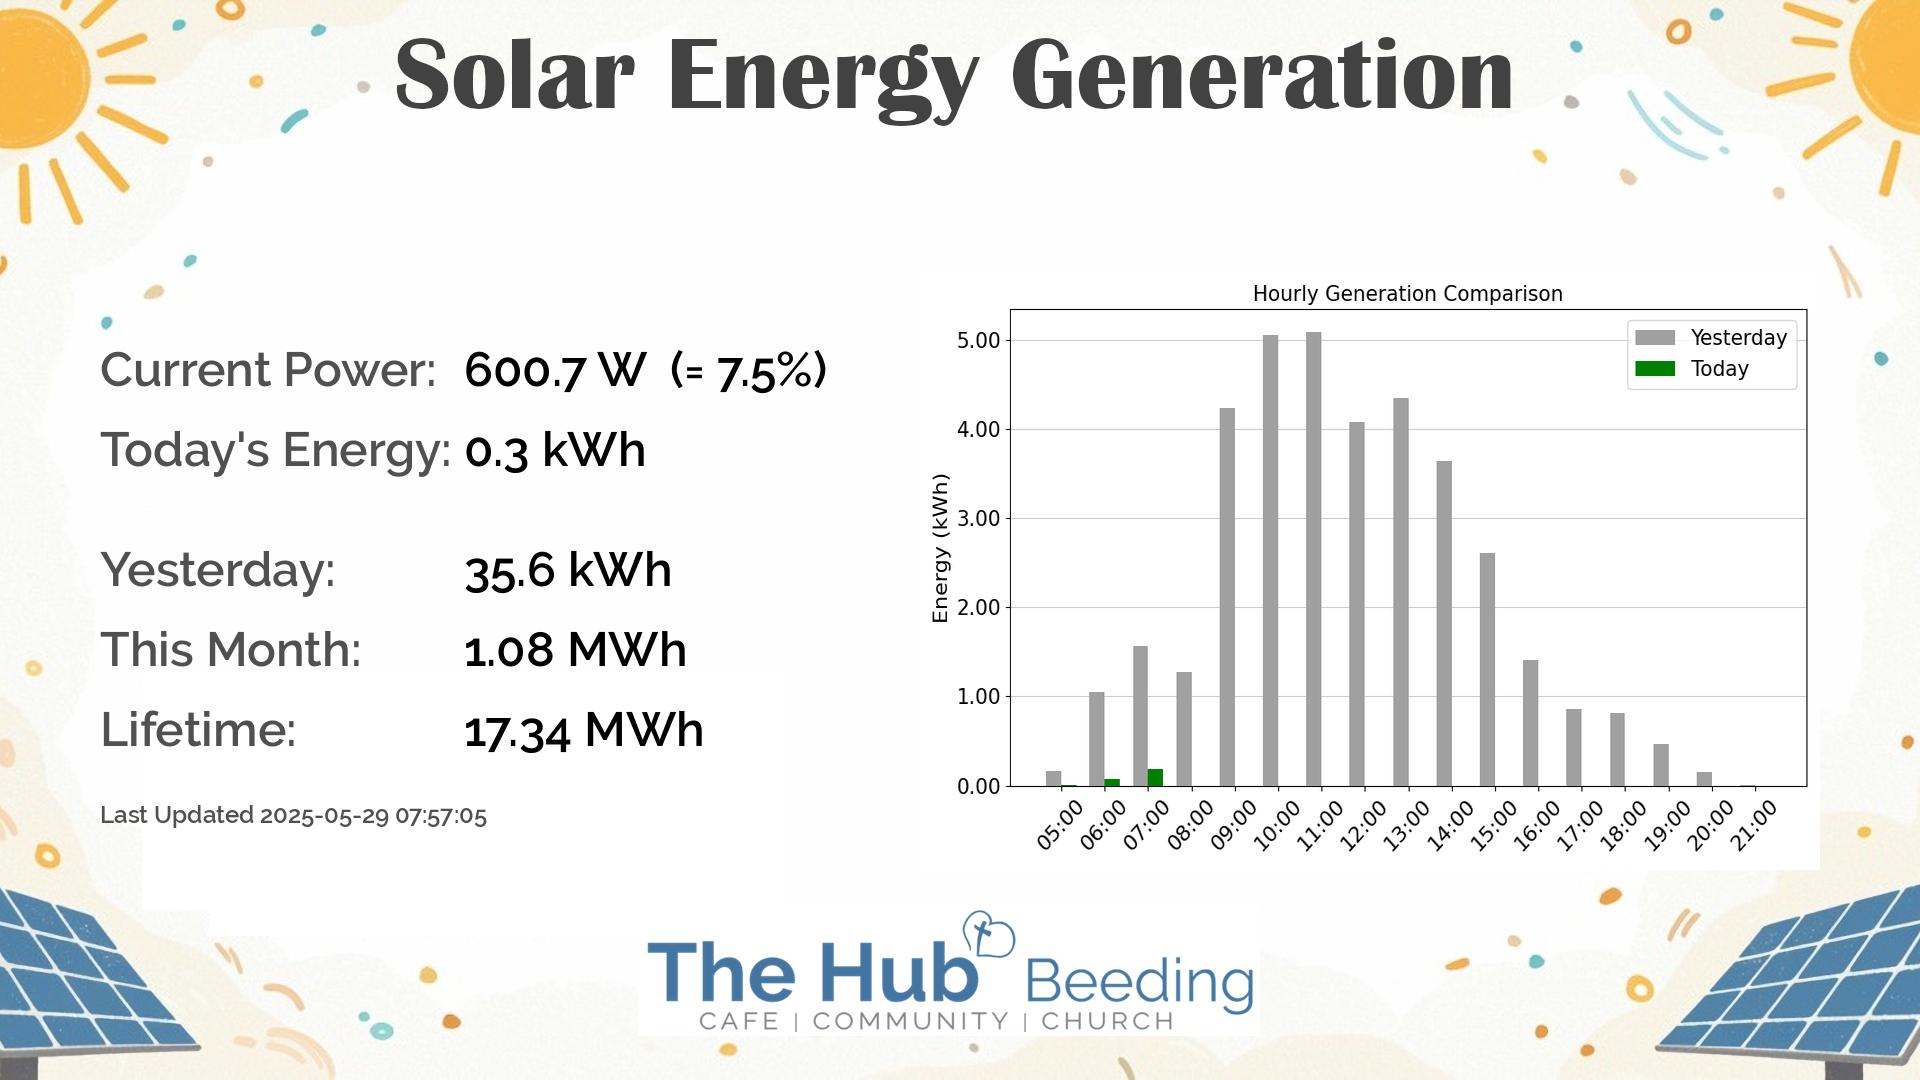 Solar Energy Generation
Current Power: 600.7 W (= 7.5%)
Today's Energy: 0.3 kWh
Yesterday: 35.6 kWh
This Month: 1.08 MWh
Lifetime: 17.34 MWh
Last Updated 2025-05-29 07:57:05
Hourly Generation Comparison
Yesterday
Today
Energy (kWh)
5.00
4.00
3.00
2.00
1.00
0.00
05:00 06:00 07:00 08:00 09:00 10:00 11:00 12:00 13:00 14:00 15:00 16:00 17:00 18:00 19:00 20:00 21:00
The Hub Beeding
CAFE | COMMUNITY | CHURCH